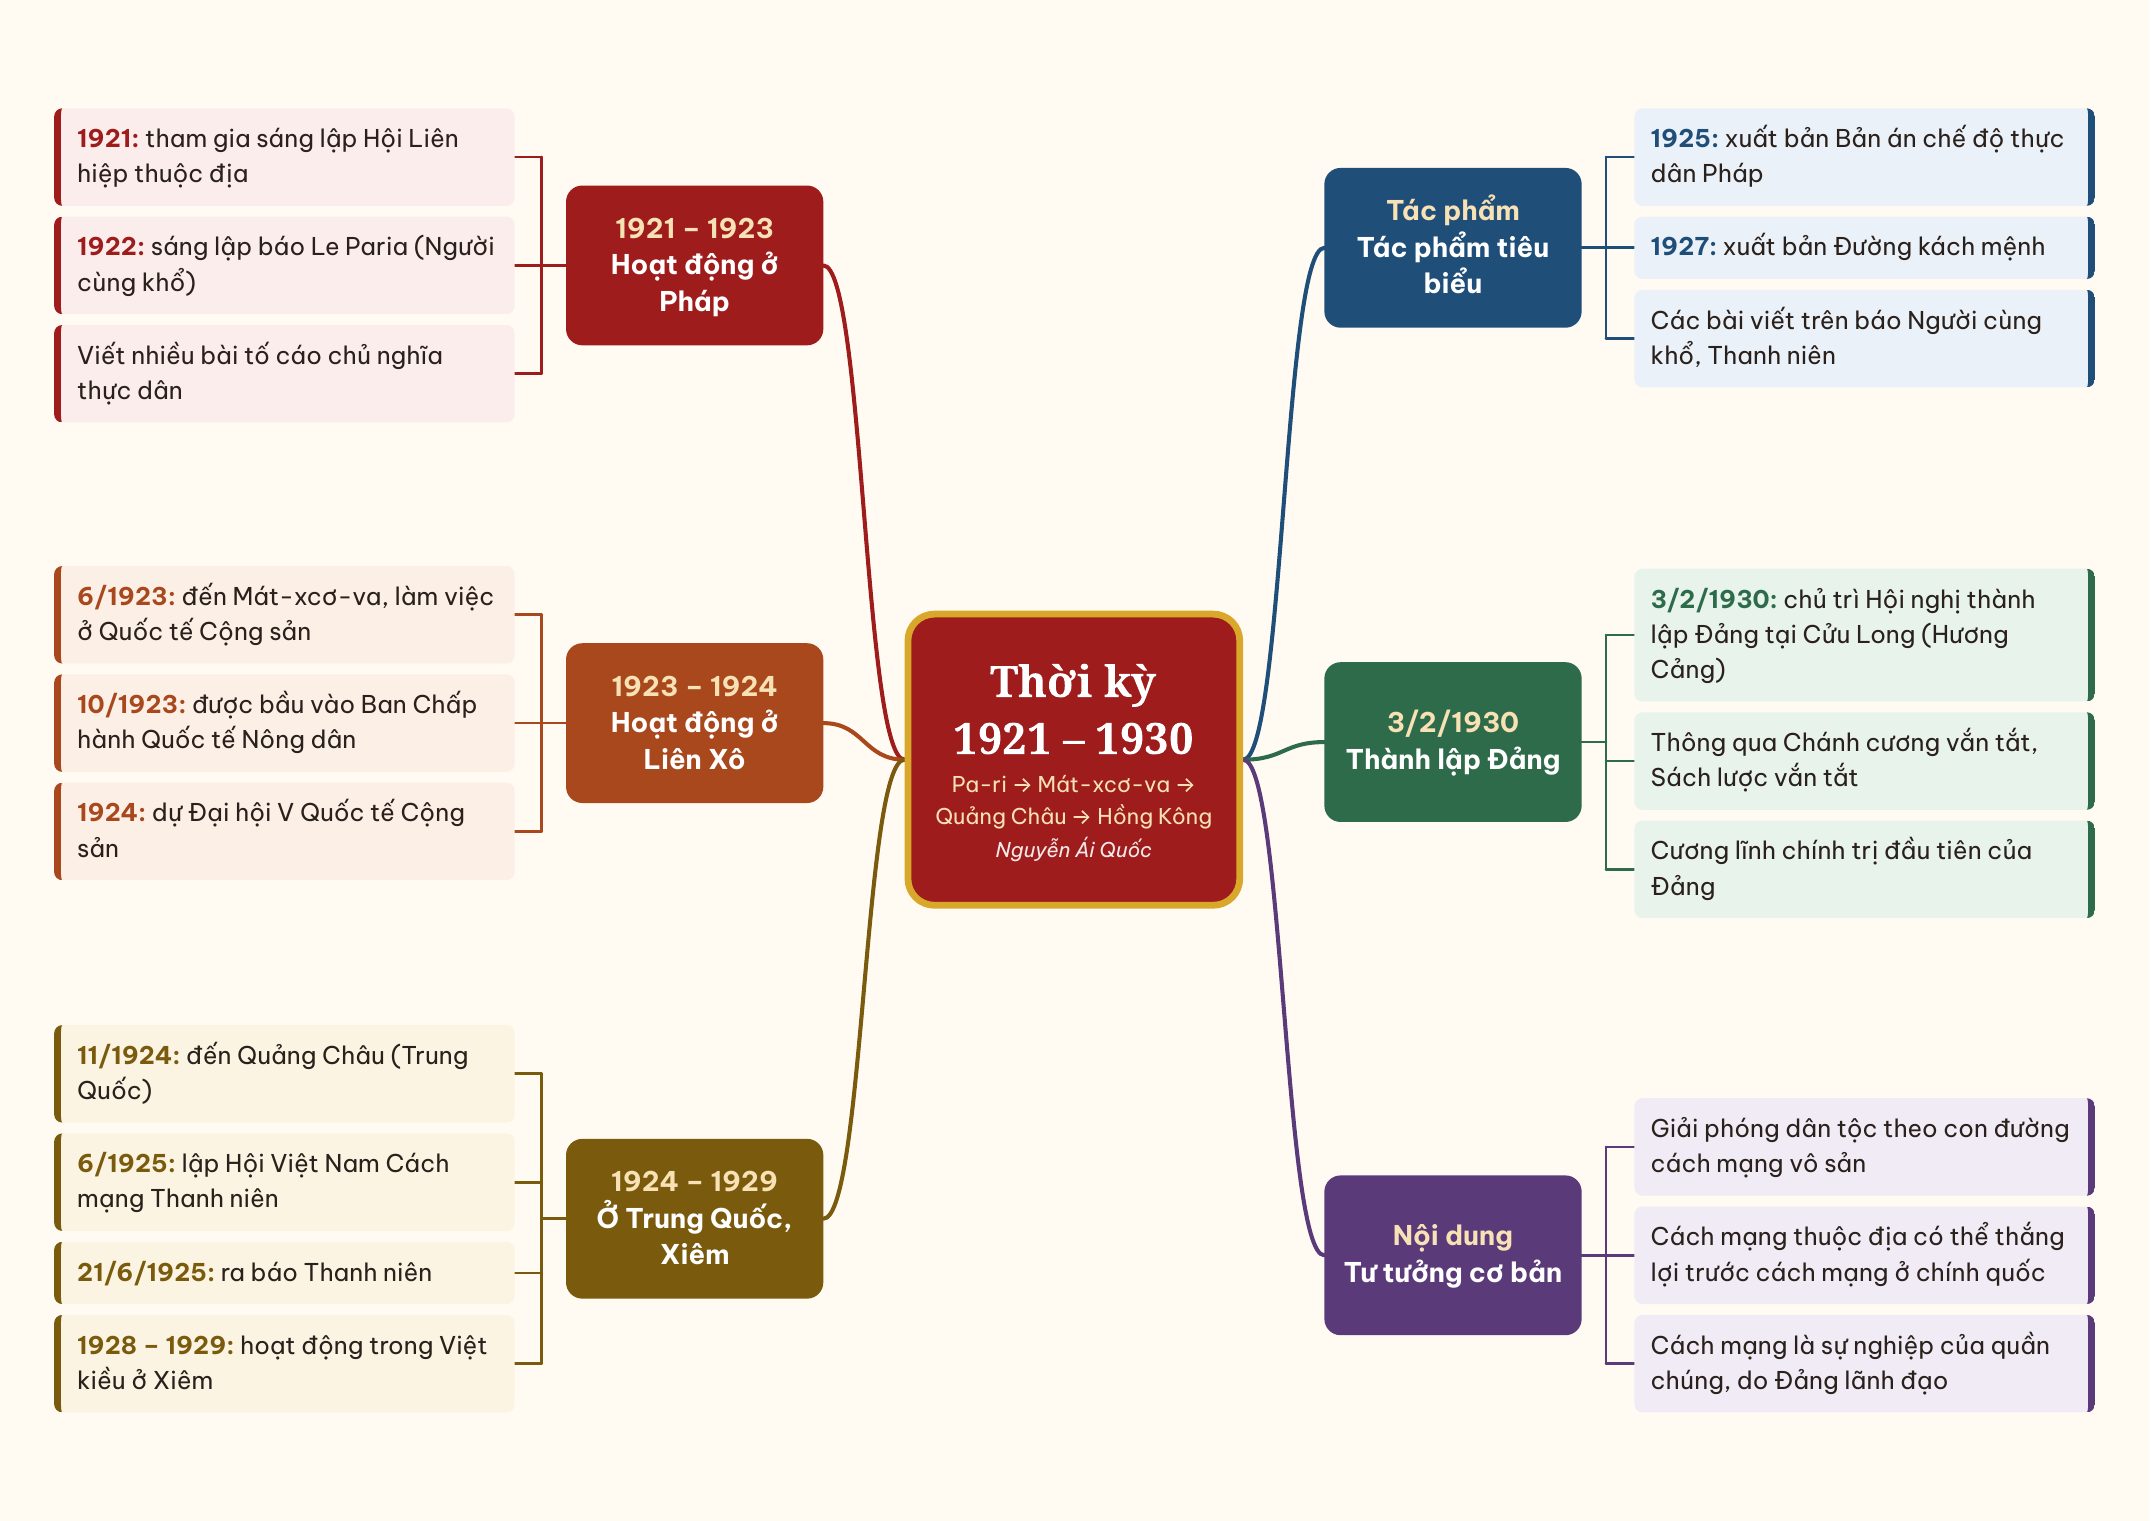 1921: tham gia sáng lập Hội Liên
hiệp thuộc địa
1922: sáng lập báo Le Paria (Người
cùng khổ)
Viết nhiều bài tố cáo chủ nghĩa
thực dân
1921 – 1923
Hoạt động ở
Pháp
6/1923: đến Mát-xcơ-va, làm việc
ở Quốc tế Cộng sản
10/1923: được bầu vào Ban Chấp
hành Quốc tế Nông dân
1924: dự Đại hội V Quốc tế Cộng
sản
1923 – 1924
Hoạt động ở
Liên Xô
11/1924: đến Quảng Châu (Trung
Quốc)
6/1925: lập Hội Việt Nam Cách
mạng Thanh niên
21/6/1925: ra báo Thanh niên
1928 – 1929: hoạt động trong Việt
kiều ở Xiêm
1924 – 1929
Ở Trung Quốc,
Xiêm
Thời kỳ
1921 – 1930
Pa-ri → Mát-xcơ-va →
Quảng Châu → Hồng Kông
Nguyễn Ái Quốc
Tác phẩm
Tác phẩm tiêu
biểu
1925: xuất bản Bản án chế độ thực
dân Pháp
1927: xuất bản Đường kách mệnh
Các bài viết trên báo Người cùng
khổ, Thanh niên
3/2/1930
Thành lập Đảng
3/2/1930: chủ trì Hội nghị thành
lập Đảng tại Cửu Long (Hương
Cảng)
Thông qua Chánh cương vắn tắt,
Sách lược vắn tắt
Cương lĩnh chính trị đầu tiên của
Đảng
Nội dung
Tư tưởng cơ bản
Giải phóng dân tộc theo con đường
cách mạng vô sản
Cách mạng thuộc địa có thể thắng
lợi trước cách mạng ở chính quốc
Cách mạng là sự nghiệp của quần
chúng, do Đảng lãnh đạo